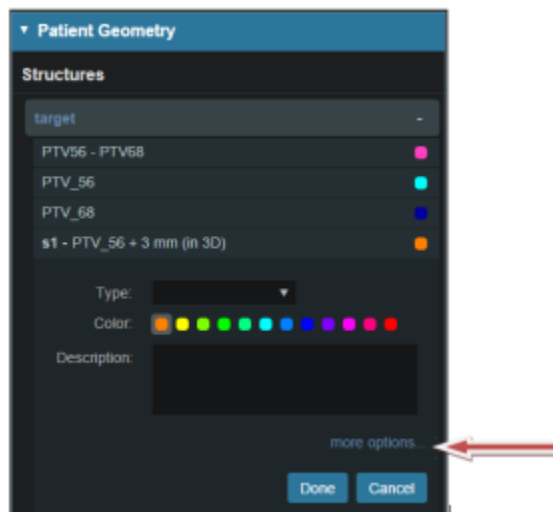 Patient Geometry
Structures
target -
PTV56 - PTV68
PTV_56
PTV_68
s1 - PTV_56 + 3 mm (in 3D)
Type:
Color:
Description:
more options...
Done Cancel